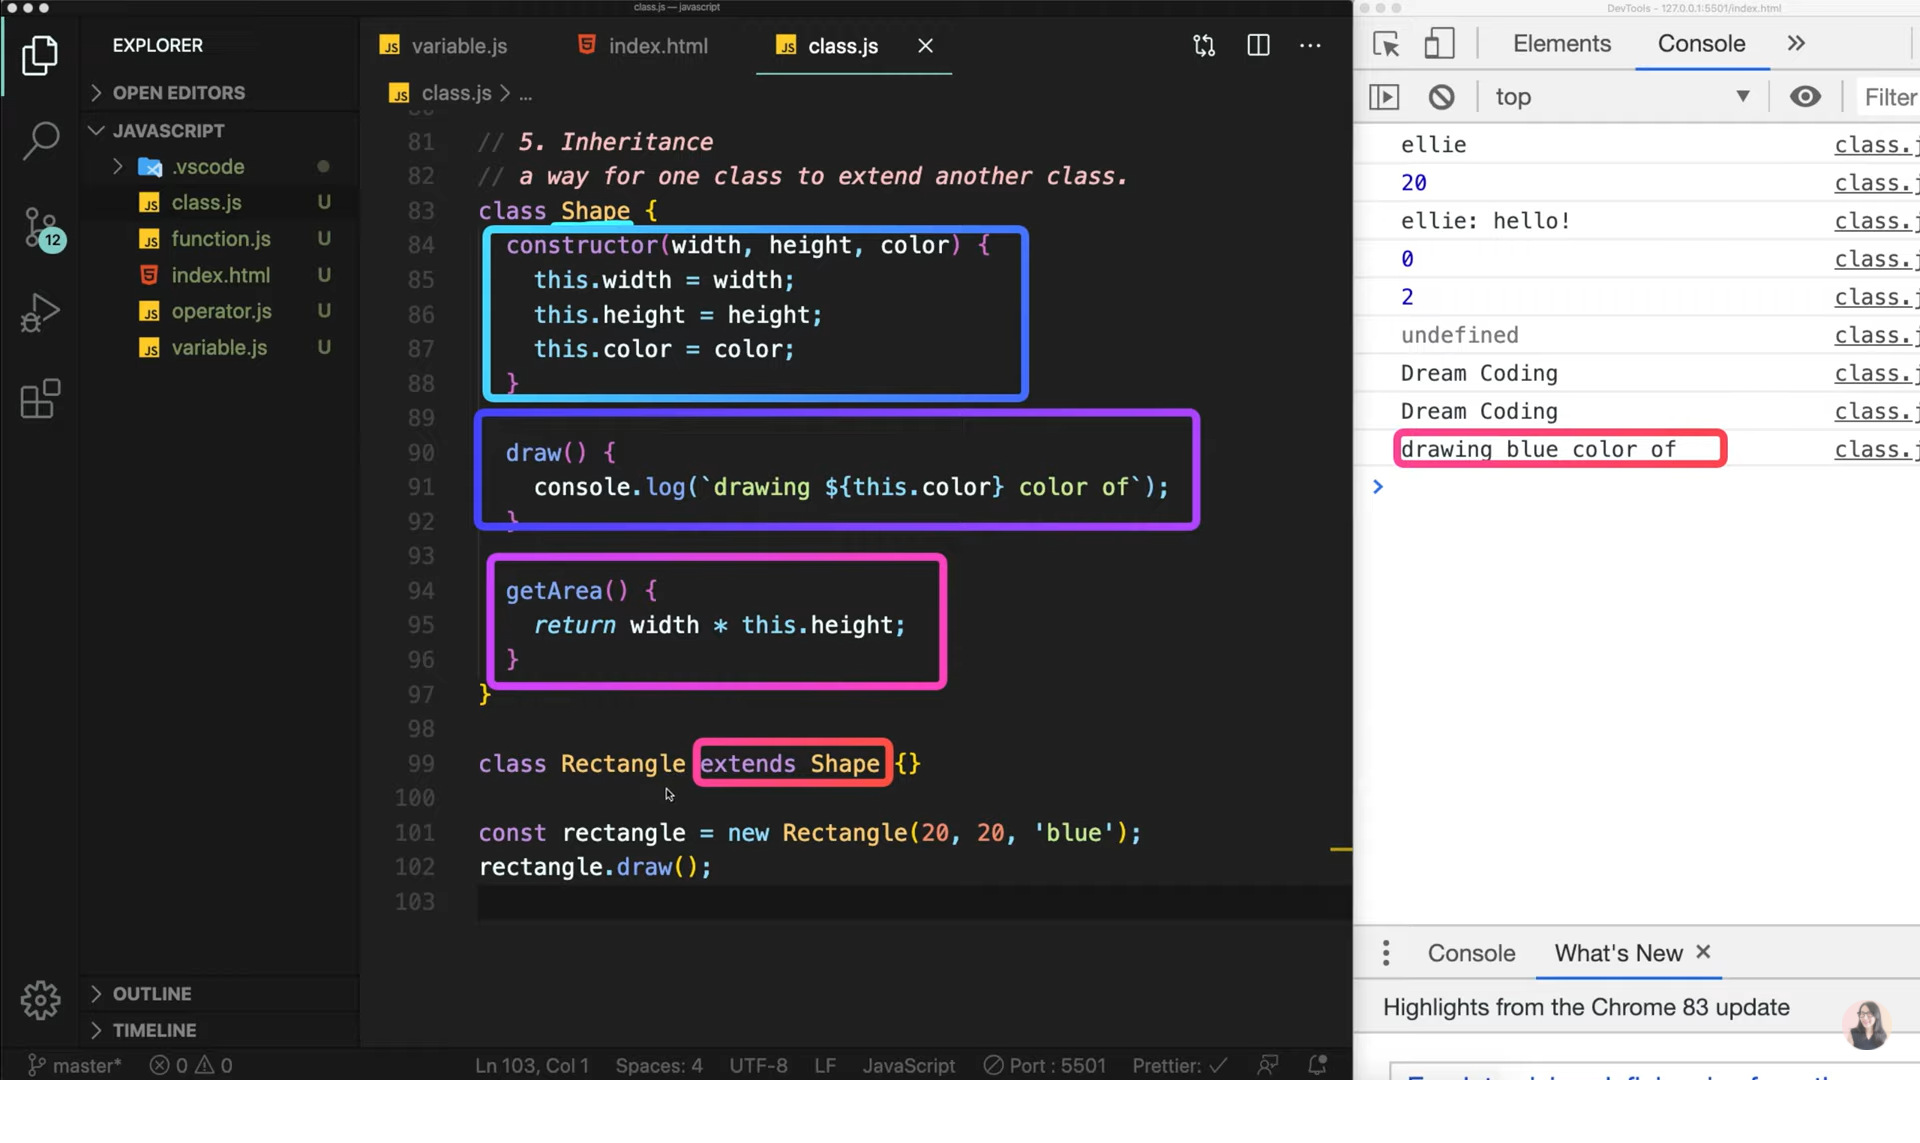 class.js — javascript
EXPLORER
OPEN EDITORS
JAVASCRIPT
.vscode
class.js U
function.js U
index.html U
operator.js U
variable.js U
12
OUTLINE
TIMELINE
variable.js
index.html
class.js
class.js > ...
81 // 5. Inheritance
82 // a way for one class to extend another class.
83 class Shape {
84 constructor(width, height, color) {
85 this.width = width;
86 this.height = height;
87 this.color = color;
88 }
89
90 draw() {
91 console.log(`drawing ${this.color} color of`);
92 }
93
94 getArea() {
95 return width * this.height;
96 }
97 }
98
99 class Rectangle extends Shape {}
100
101 const rectangle = new Rectangle(20, 20, 'blue');
102 rectangle.draw();
103
master* 0 0 Ln 103, Col 1 Spaces: 4 UTF-8 LF JavaScript Port : 5501 Prettier: ✓
DevTools - 127.0.0.1:5501/index.html
Elements Console »
top Filter
ellie class.j
20 class.j
ellie: hello! class.j
0 class.j
2 class.j
undefined class.j
Dream Coding class.j
Dream Coding class.j
drawing blue color of class.j
>
Console What's New ×
Highlights from the Chrome 83 update